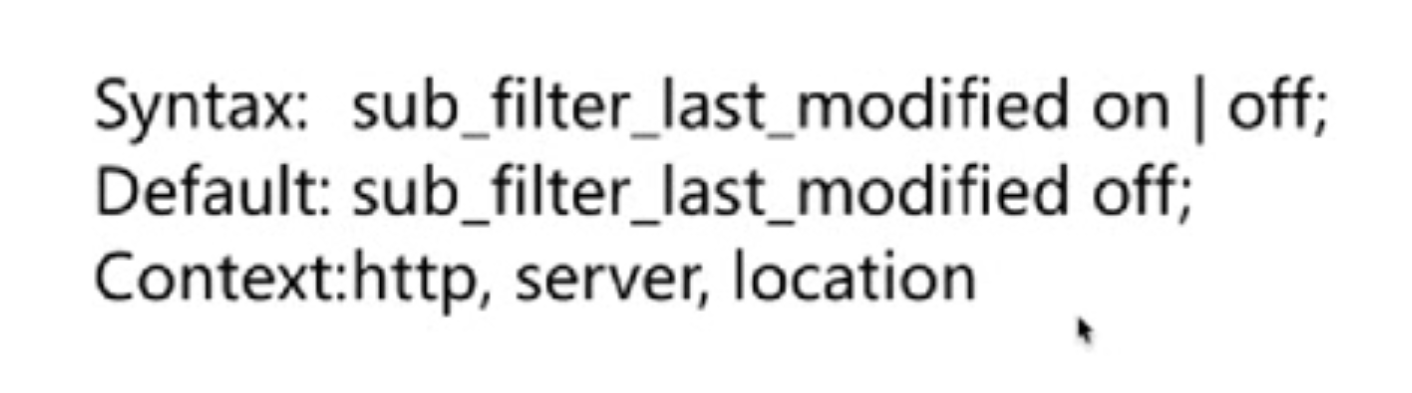 Syntax:  sub_filter_last_modified on | off;
Default: sub_filter_last_modified off;
Context:http, server, location